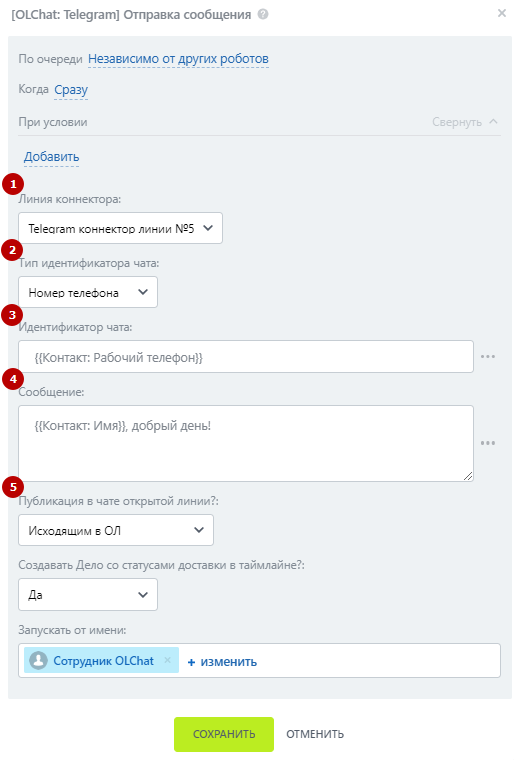 [OLChat: Telegram] Отправка сообщения ?
По очереди Независимо от других роботов
Когда Сразу
При условии Свернуть
Добавить
1
Линия коннектора:
Telegram коннектор линии №5
2
Тип идентификатора чата:
Номер телефона
3
Идентификатор чата:
{{Контакт: Рабочий телефон}}
4
Сообщение:
{{Контакт: Имя}}, добрый день!
5
Публикация в чате открытой линии?:
Исходящим в ОЛ
Создавать Дело со статусами доставки в таймлайне?:
Да
Запускать от имени:
Сотрудник OLChat × + изменить
СОХРАНИТЬ ОТМЕНИТЬ